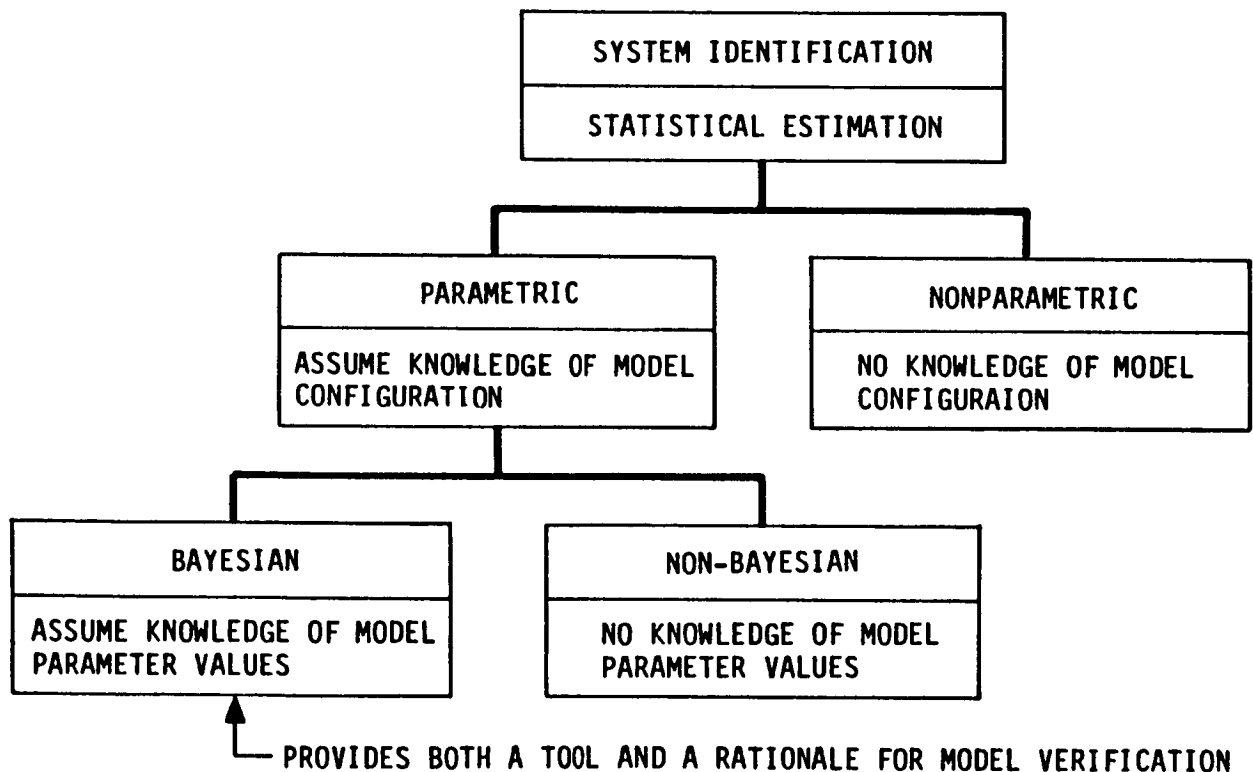 SYSTEM IDENTIFICATION
STATISTICAL ESTIMATION
PARAMETRIC
ASSUME KNOWLEDGE OF MODEL
CONFIGURATION
NONPARAMETRIC
NO KNOWLEDGE OF MODEL
CONFIGURAION
BAYESIAN
ASSUME KNOWLEDGE OF MODEL
PARAMETER VALUES
NON-BAYESIAN
NO KNOWLEDGE OF MODEL
PARAMETER VALUES
PROVIDES BOTH A TOOL AND A RATIONALE FOR MODEL VERIFICATION